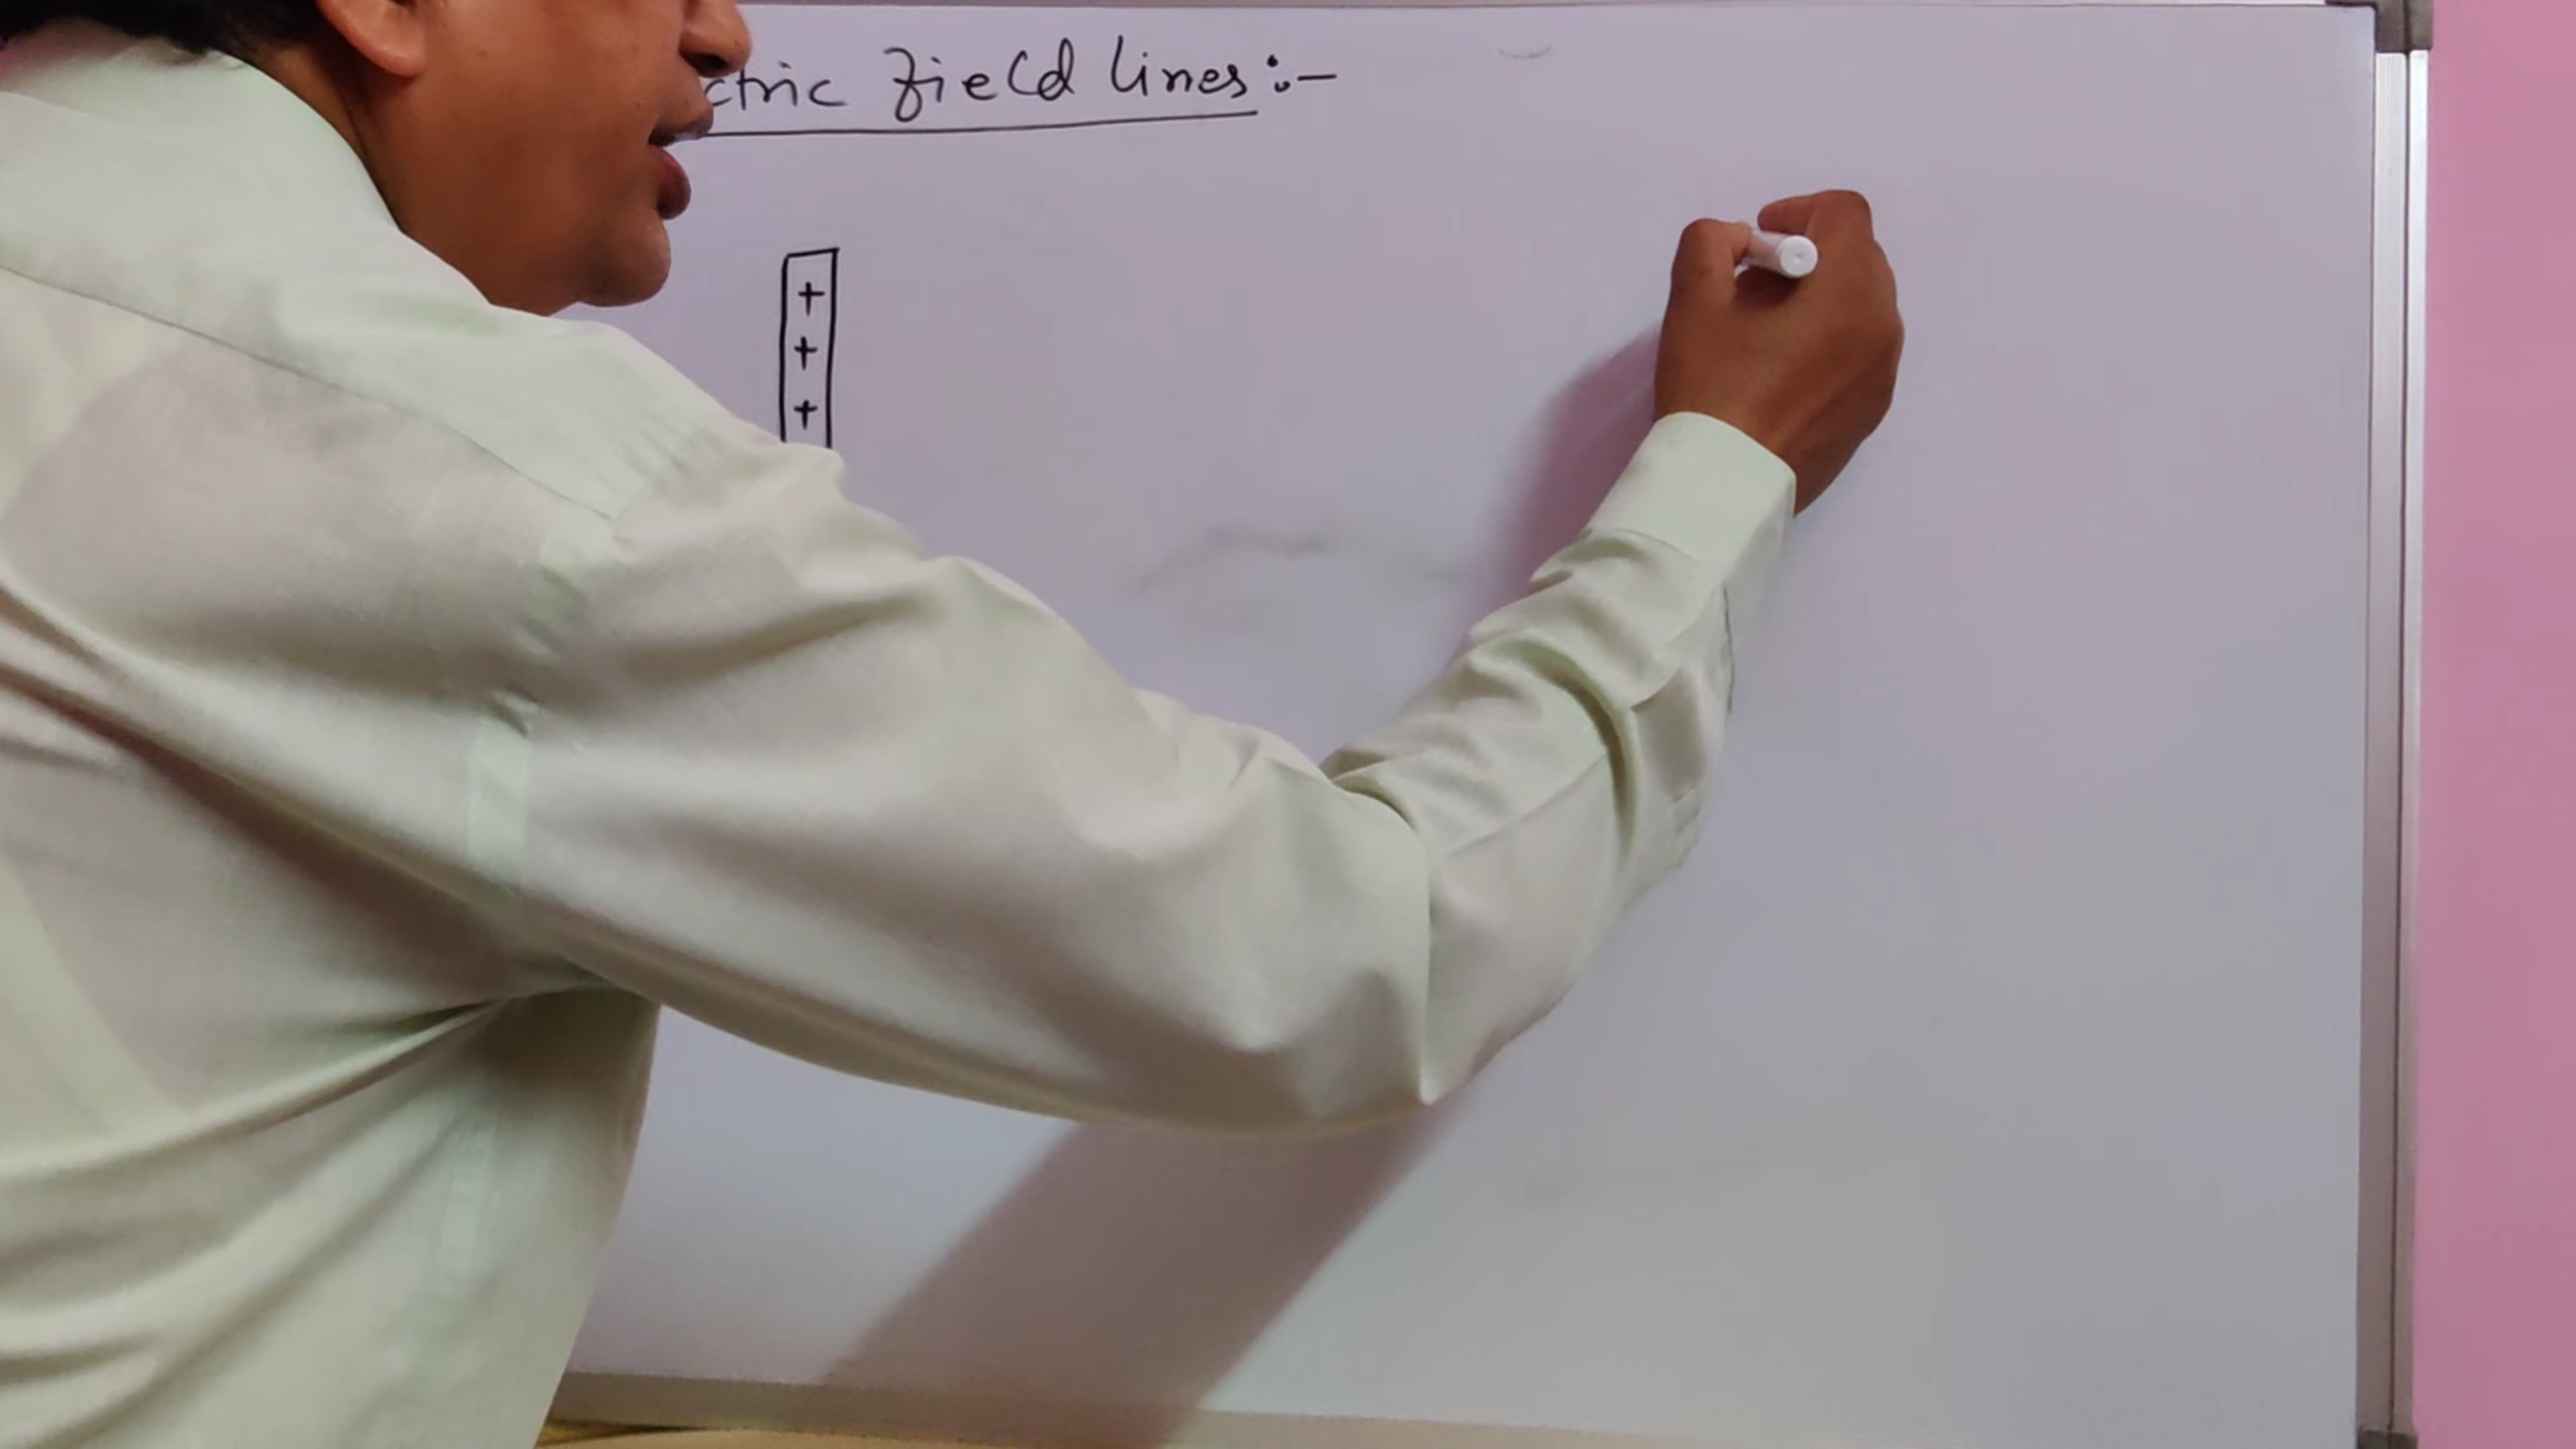 ctric field lines:-
+
+
+